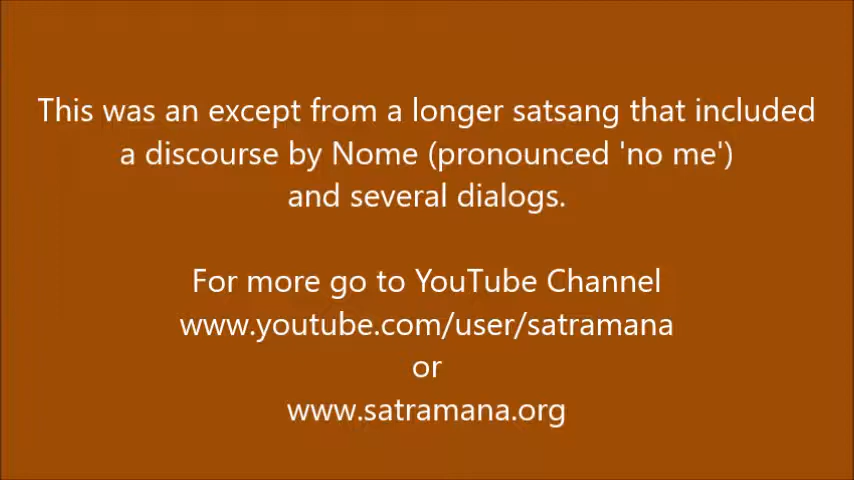 This was an except from a longer satsang that included
a discourse by Nome (pronounced 'no me')
and several dialogs.
For more go to YouTube Channel
www.youtube.com/user/satramana
or
www.satramana.org